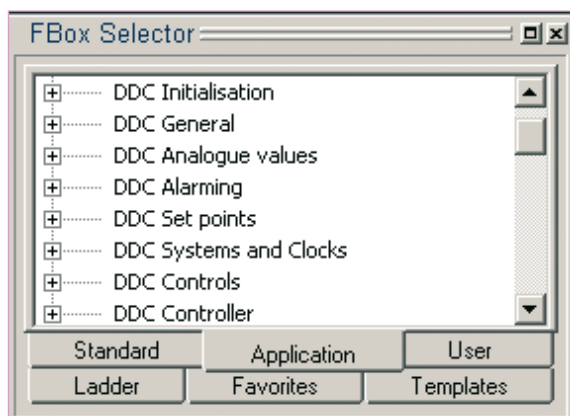 FBox Selector
DDC Initialisation
DDC General
DDC Analogue values
DDC Alarming
DDC Set points
DDC Systems and Clocks
DDC Controls
DDC Controller
Standard Application User
Ladder Favorites Templates